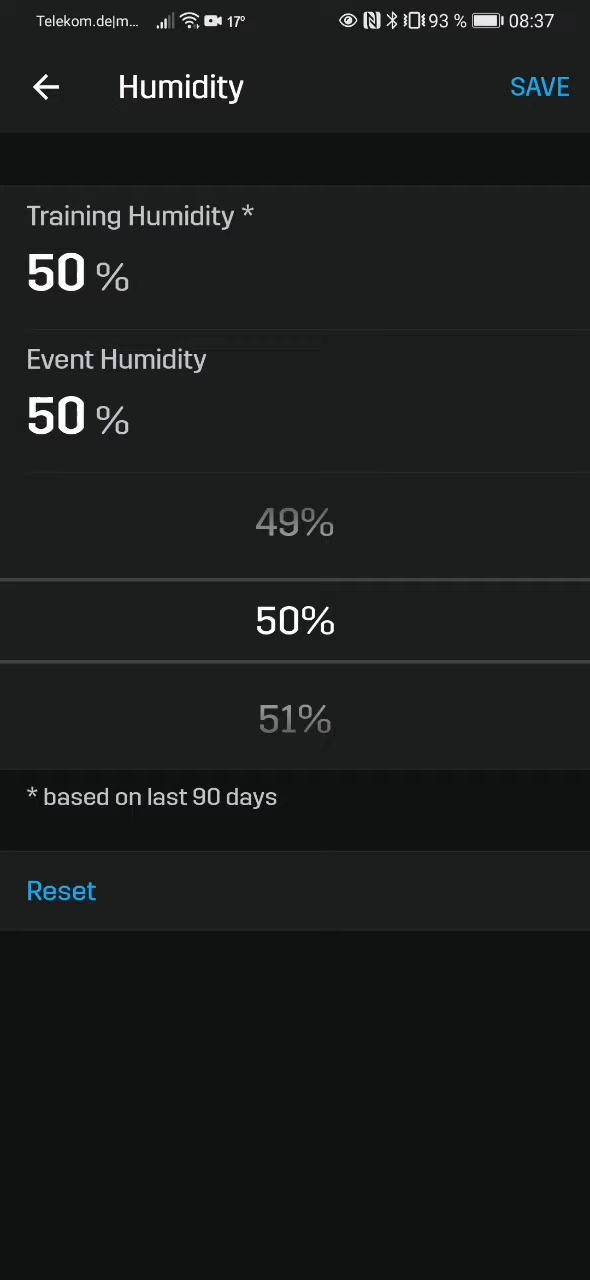 Telekom.de|m... 17° 93 % 08:37
Humidity SAVE
Training Humidity *
50 %
Event Humidity
50 %
49%
50%
51%
* based on last 90 days
Reset